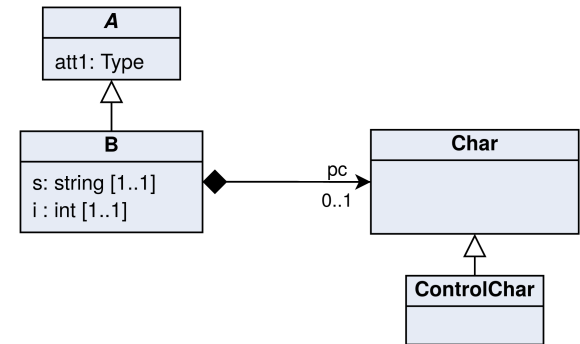 A
att1: Type
B
s: string [1..1]
i : int [1..1]
pc
0..1
Char
ControlChar